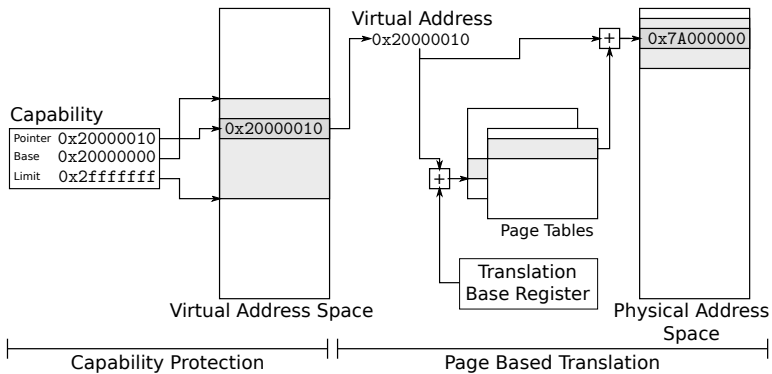 Virtual Address
0x20000010
+
0x7A000000
Capability
Pointer 0x20000010
Base 0x20000000
Limit 0x2fffffff
0x20000010
+
Page Tables
Translation
Base Register
Virtual Address Space
Physical Address
Space
Capability Protection
Page Based Translation